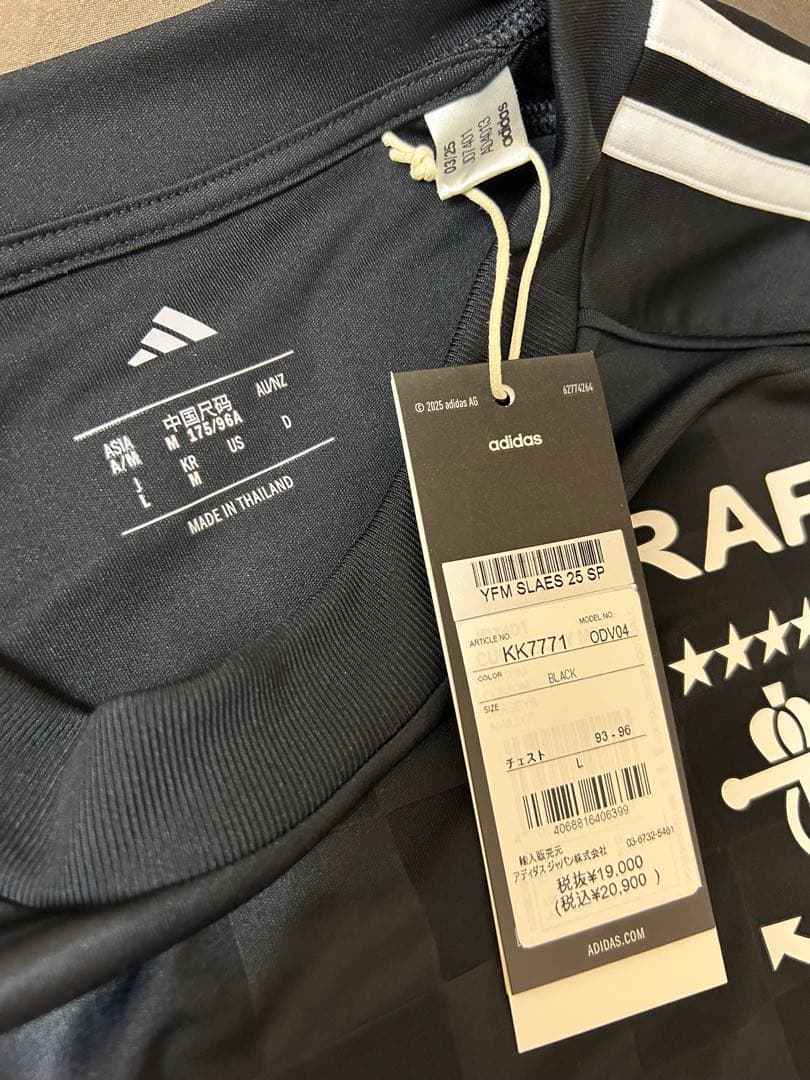 03/25
JD7401
AU4013
adidas
ASIA
A/M
中国尺码
M 175/96A
AU/NZ
J
L
KR
M
US
D
MADE IN THAILAND
© 2025 adidas AG
62774264
adidas
YFM SLAES 25 SP
ARTICLE NO.
KK7771
MODEL NO.
ODV04
COLOR
BLACK
SIZE
チェスト
93 - 96
L
4068816406399
輸入販売元
アディダス ジャパン株式会社
03-6732-5461
税抜¥19,000
(税込¥20,900 )
ADIDAS.COM
RAF